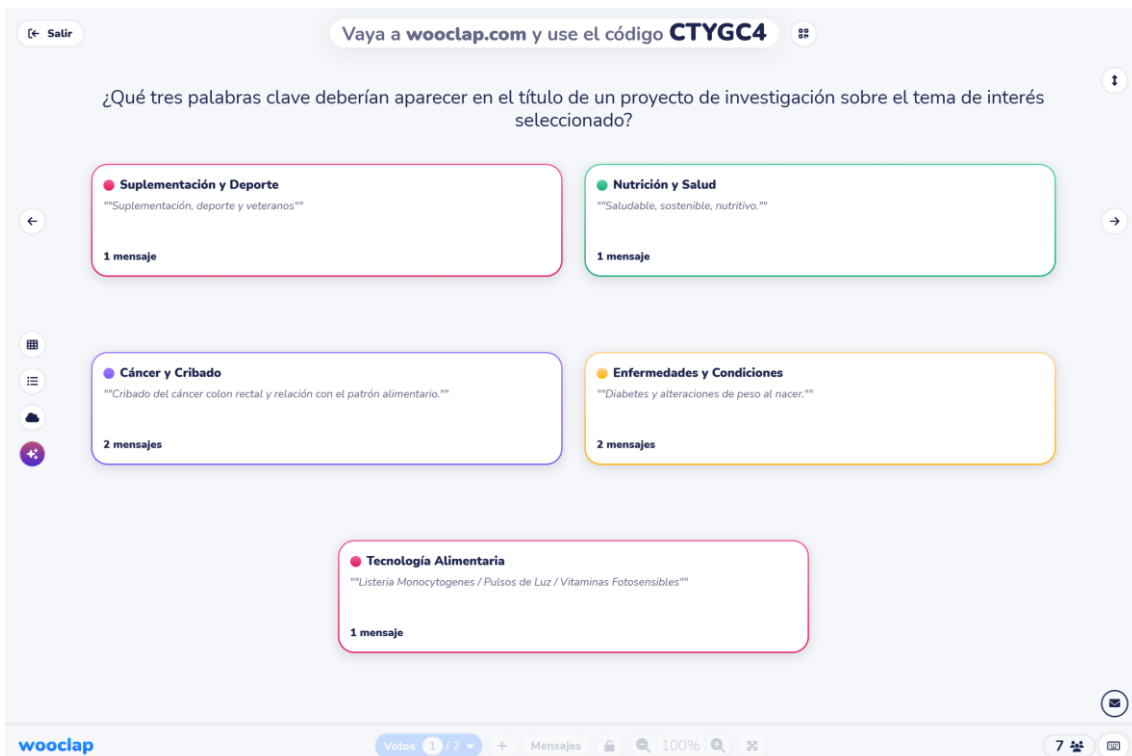 Salir
Vaya a wooclap.com y use el código CTYGC4
¿Qué tres palabras clave deberían aparecer en el título de un proyecto de investigación sobre el tema de interés
seleccionado?
Suplementación y Deporte
""Suplementación, deporte y veteranos""
1 mensaje
Nutrición y Salud
""Saludable, sostenible, nutritivo.""
1 mensaje
Cáncer y Cribado
""Cribado del cáncer colon rectal y relación con el patrón alimentario.""
2 mensajes
Enfermedades y Condiciones
""Diabetes y alteraciones de peso al nacer.""
2 mensajes
Tecnología Alimentaria
""Listeria Monocytogenes / Pulsos de Luz / Vitaminas Fotosensibles""
1 mensaje
wooclap
Votos 1 / 2
Mensajes
100%
7